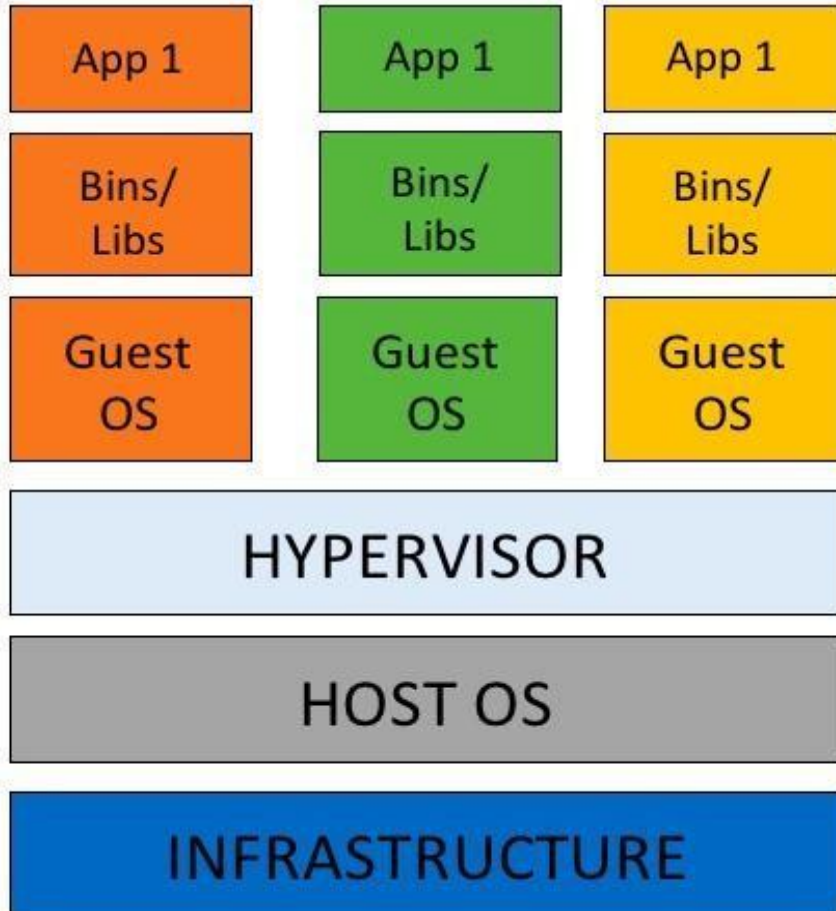 App 1
App 1
App 1
Bins/
Libs
Bins/
Libs
Bins/
Libs
Guest
OS
Guest
OS
Guest
OS
HYPERVISOR
HOST OS
INFRASTRUCTURE